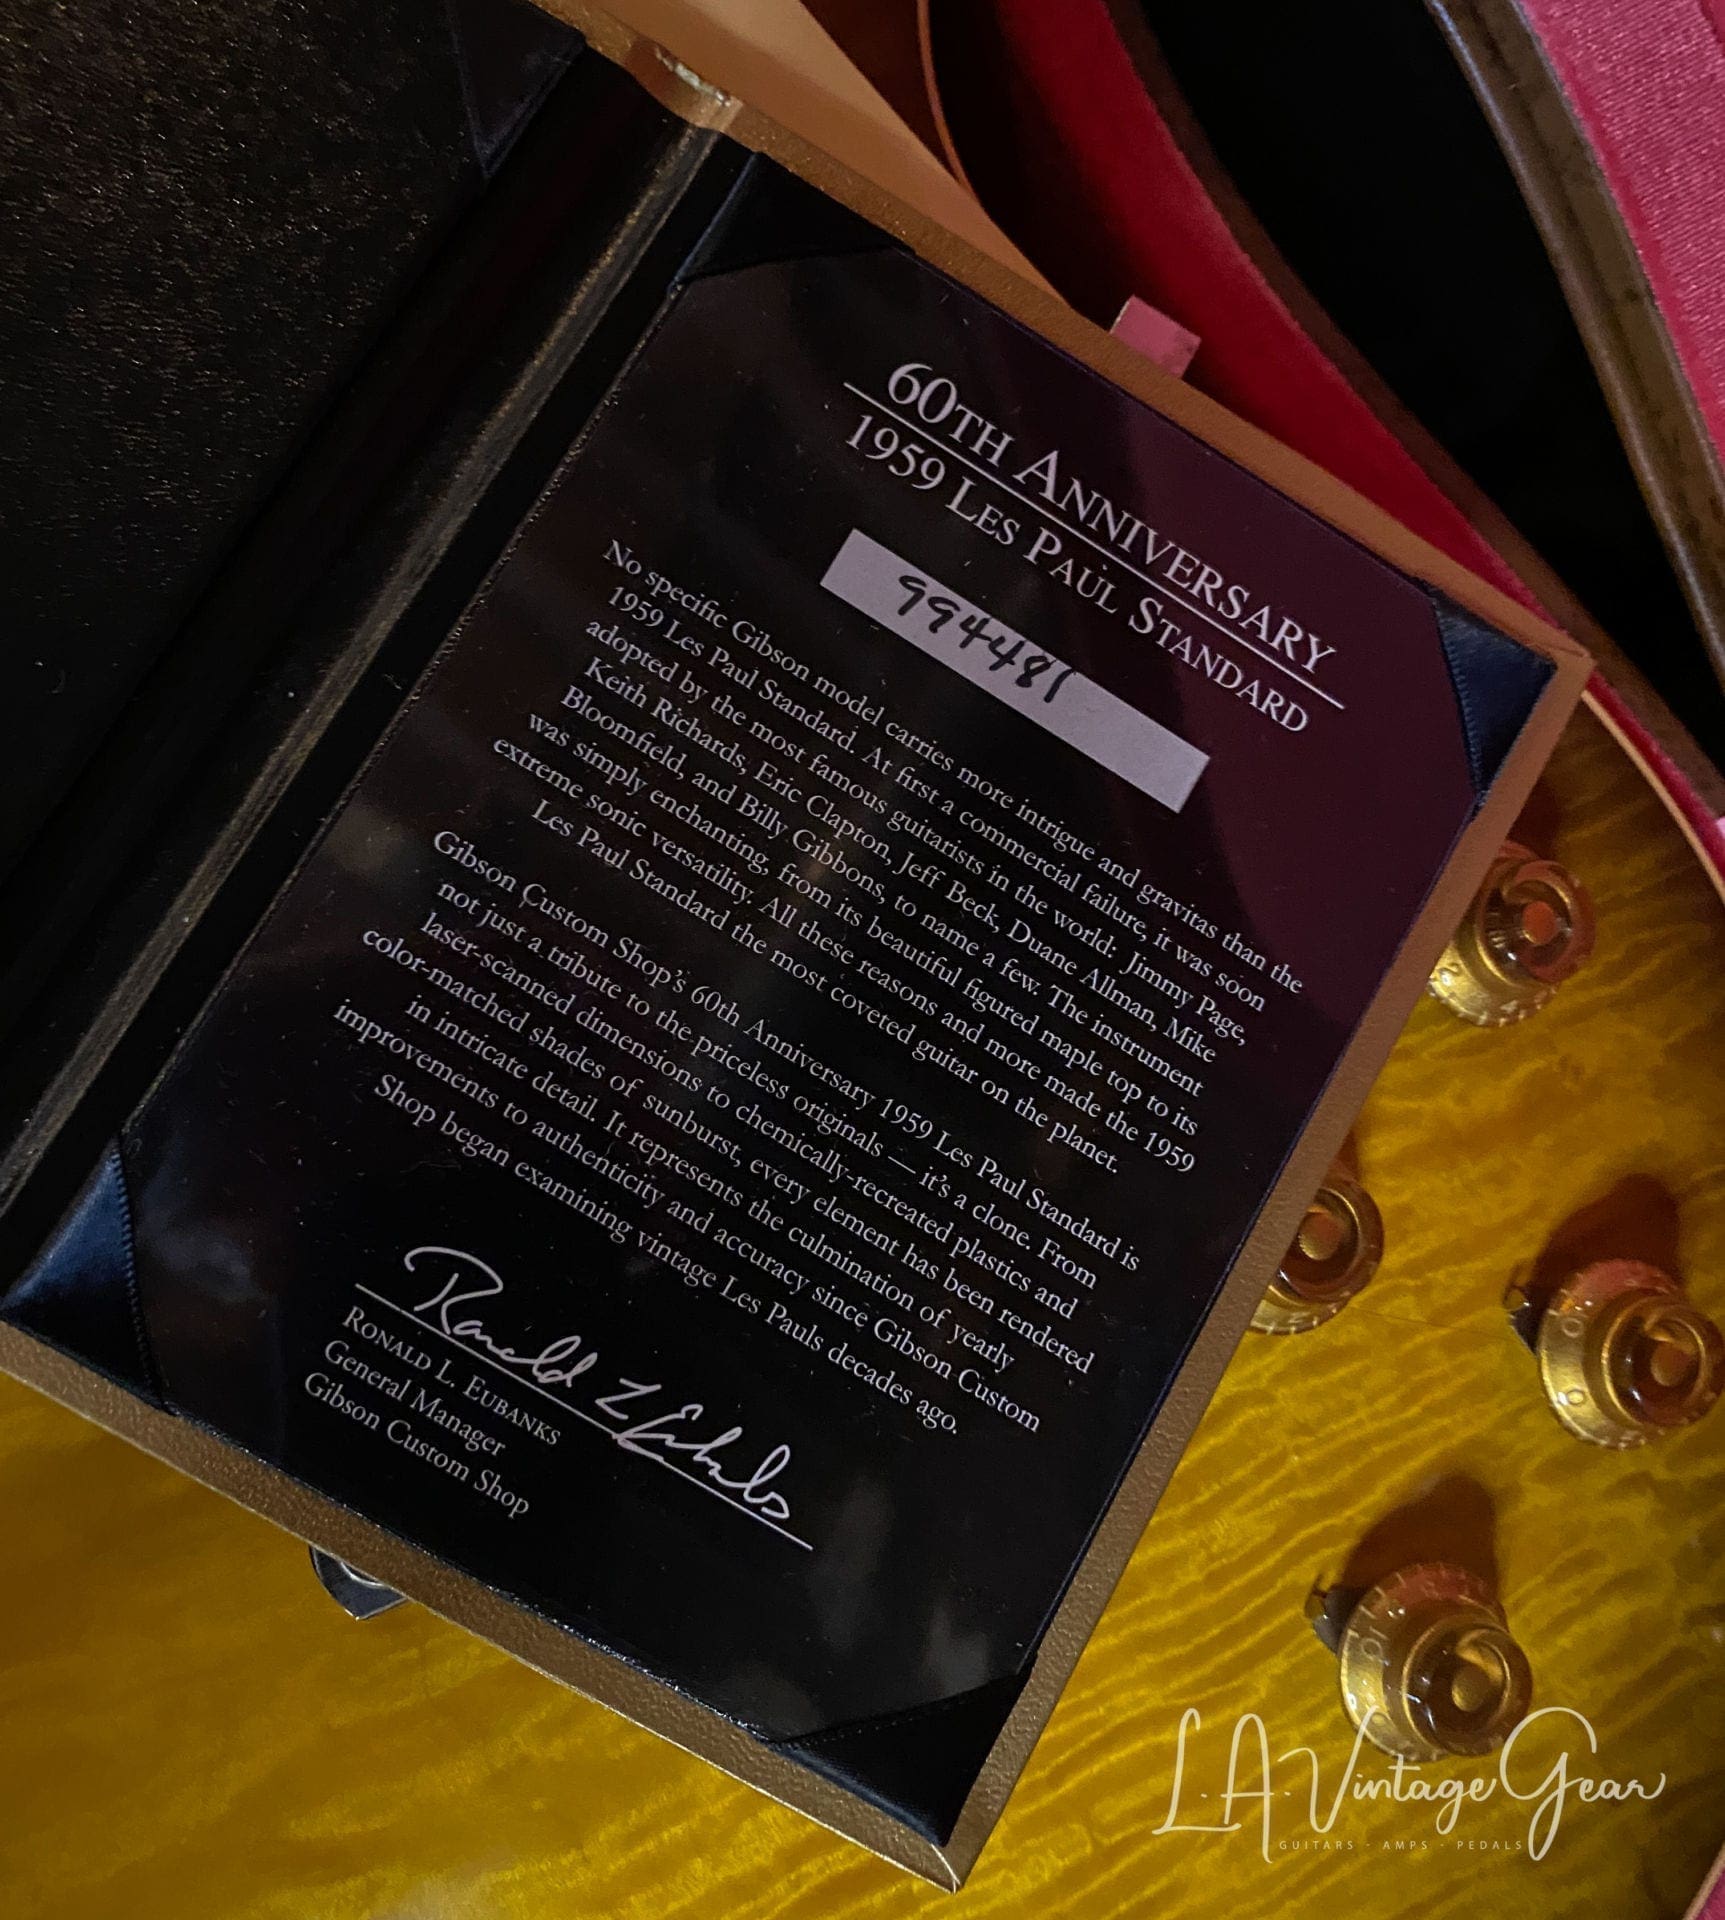 60TH ANNIVERSARY
1959 LES PAUL STANDARD
994481
No specific Gibson model carries more intrigue and gravitas than the
1959 Les Paul Standard. At first a commercial failure, it was soon
adopted by the most famous guitarists in the world: Jimmy Page,
Keith Richards, Eric Clapton, Jeff Beck, Duane Allman, Mike
Bloomfield, and Billy Gibbons, to name a few. The instrument
was simply enchanting, from its beautiful figured maple top to its
extreme sonic versatility. All these reasons and more made the 1959
Les Paul Standard the most coveted guitar on the planet.
Gibson Custom Shop's 60th Anniversary 1959 Les Paul Standard is
not just a tribute to the priceless originals — it's a clone. From
laser-scanned dimensions to chemically-recreated plastics and
color-matched shades of sunburst, every element has been rendered
in intricate detail. It represents the culmination of yearly
improvements to authenticity and accuracy since Gibson Custom
Shop began examining vintage Les Pauls decades ago.
Ronald L Eubanks
RONALD L. EUBANKS
General Manager
Gibson Custom Shop
L.A. Vintage Gear
GUITARS - AMPS - PEDALS